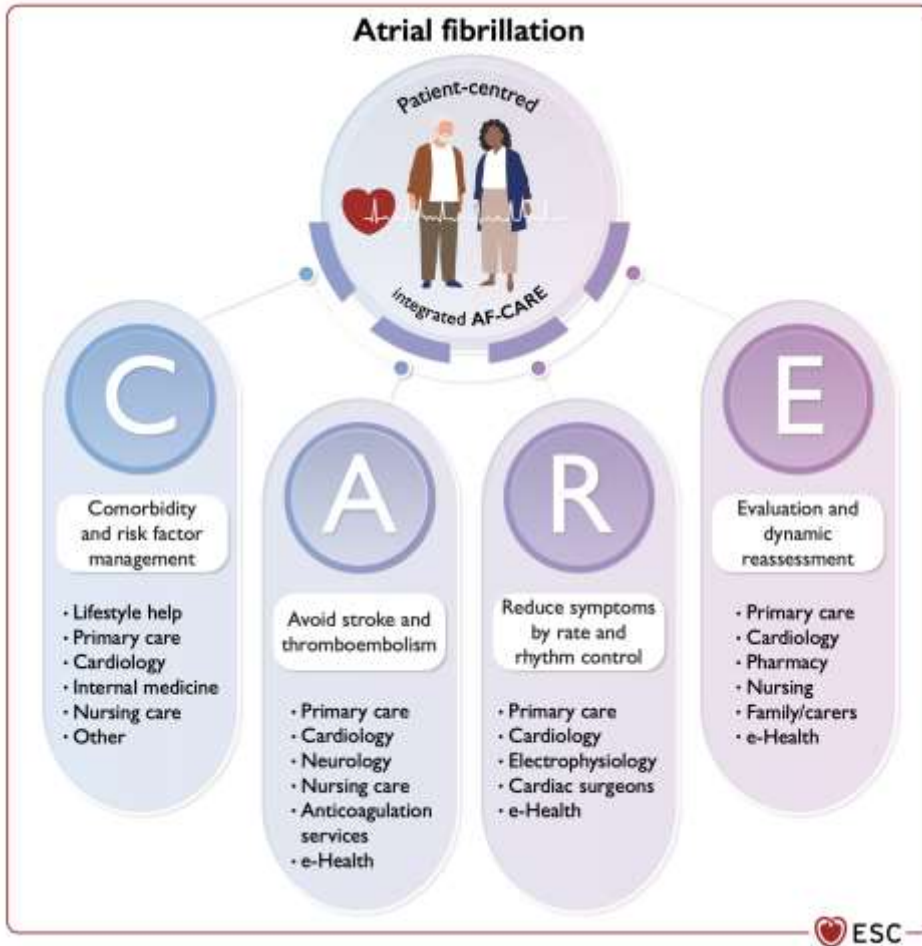 Atrial fibrillation
Patient-centred
integrated AF-CARE
C
Comorbidity
and risk factor
management
• Lifestyle help
• Primary care
• Cardiology
• Internal medicine
• Nursing care
• Other
A
Avoid stroke and
thromboembolism
• Primary care
• Cardiology
• Neurology
• Nursing care
• Anticoagulation
services
• e-Health
R
Reduce symptoms
by rate and
rhythm control
• Primary care
• Cardiology
• Electrophysiology
• Cardiac surgeons
• e-Health
E
Evaluation and
dynamic
reassessment
• Primary care
• Cardiology
• Pharmacy
• Nursing
• Family/carers
• e-Health
ESC